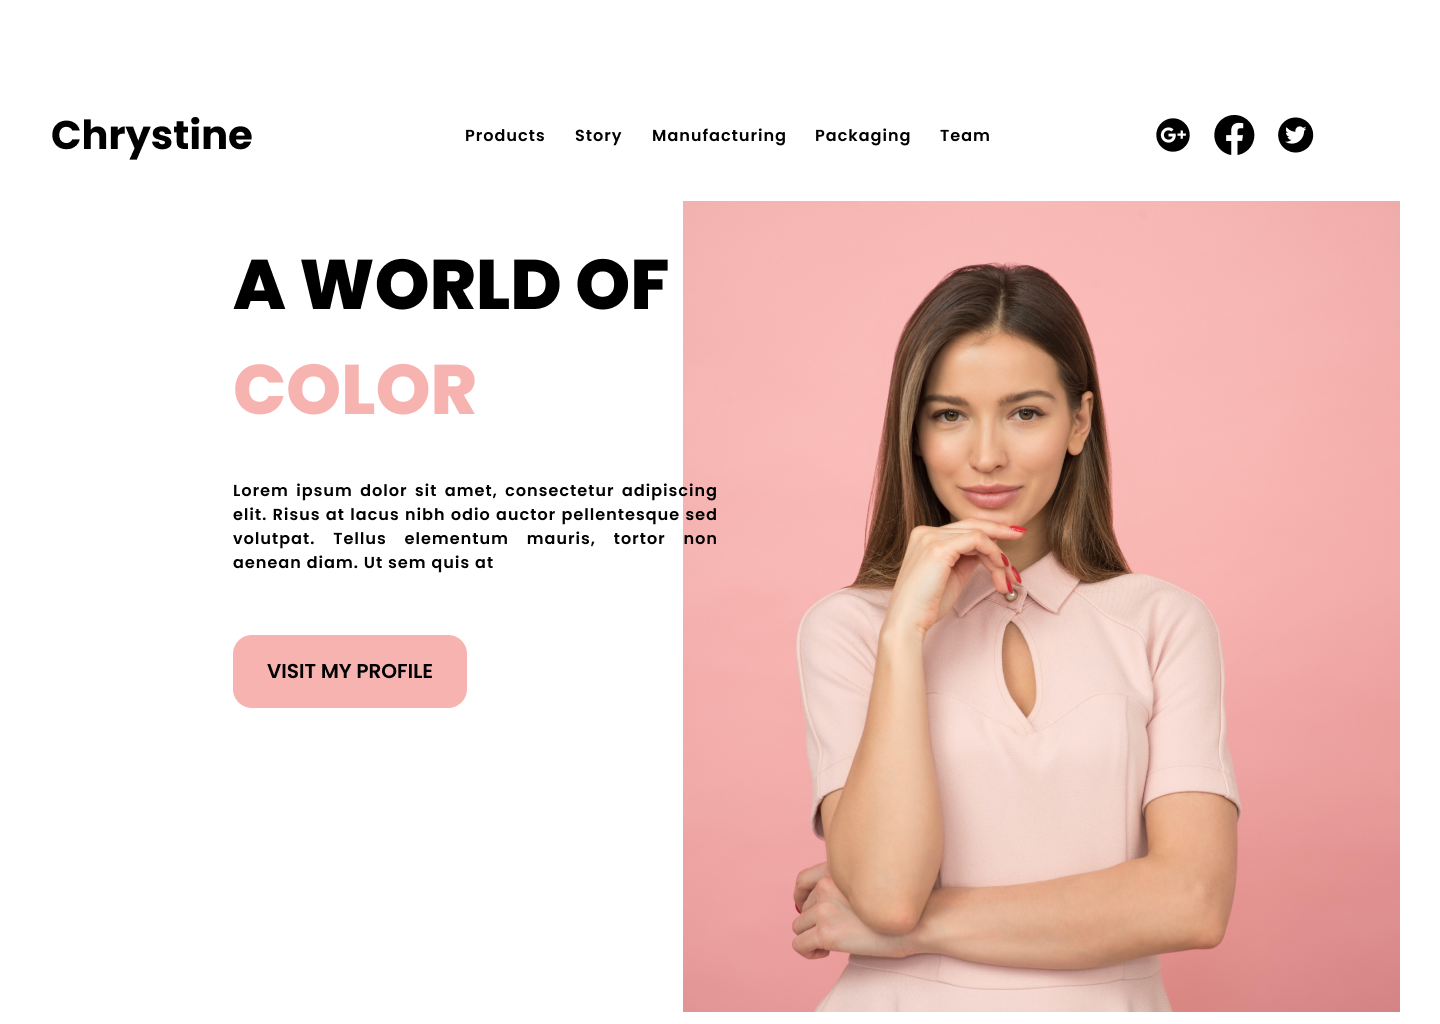 Chrystine
Products Story Manufacturing Packaging Team
G+
A WORLD OF
COLOR
Lorem ipsum dolor sit amet, consectetur adipiscing
elit. Risus at lacus nibh odio auctor pellentesque sed
volutpat. Tellus elementum mauris, tortor non
aenean diam. Ut sem quis at
VISIT MY PROFILE